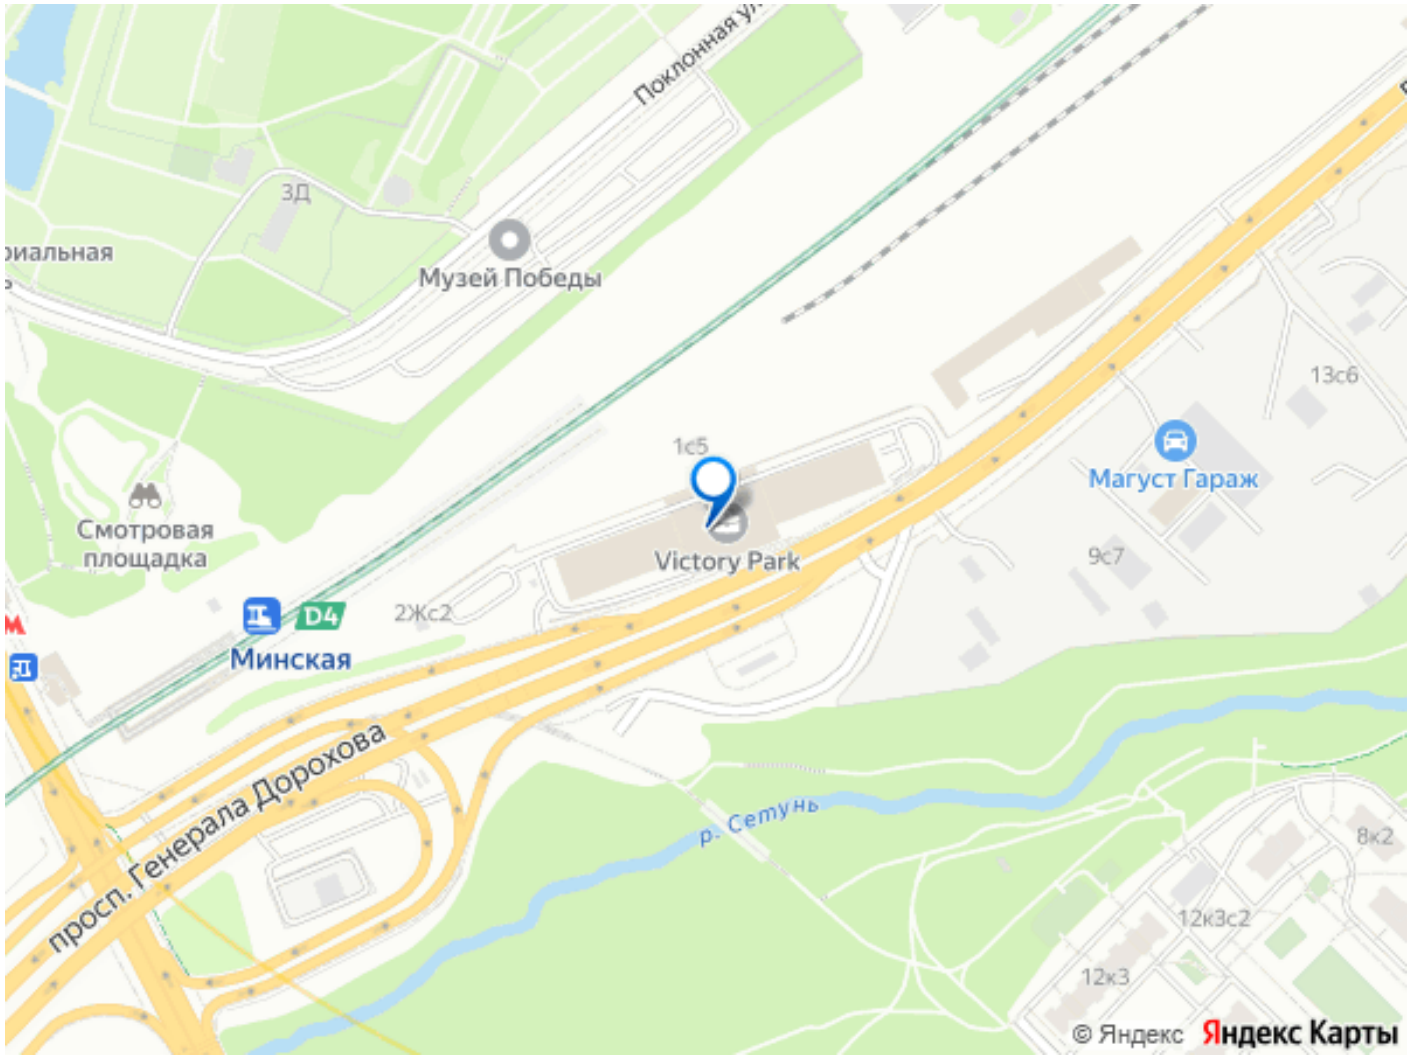 Поклонная ул
3Д
риальная
Музей Победы
13с6
1с5
Магуст Гараж
Смотровая
площадка
Victory Park
9с7
2Жс2
D4
М
Минская
просп. Генерала Дорохова
р. Сетунь
8к2
12к3с2
12к3
© Яндекс Яндекс Карты